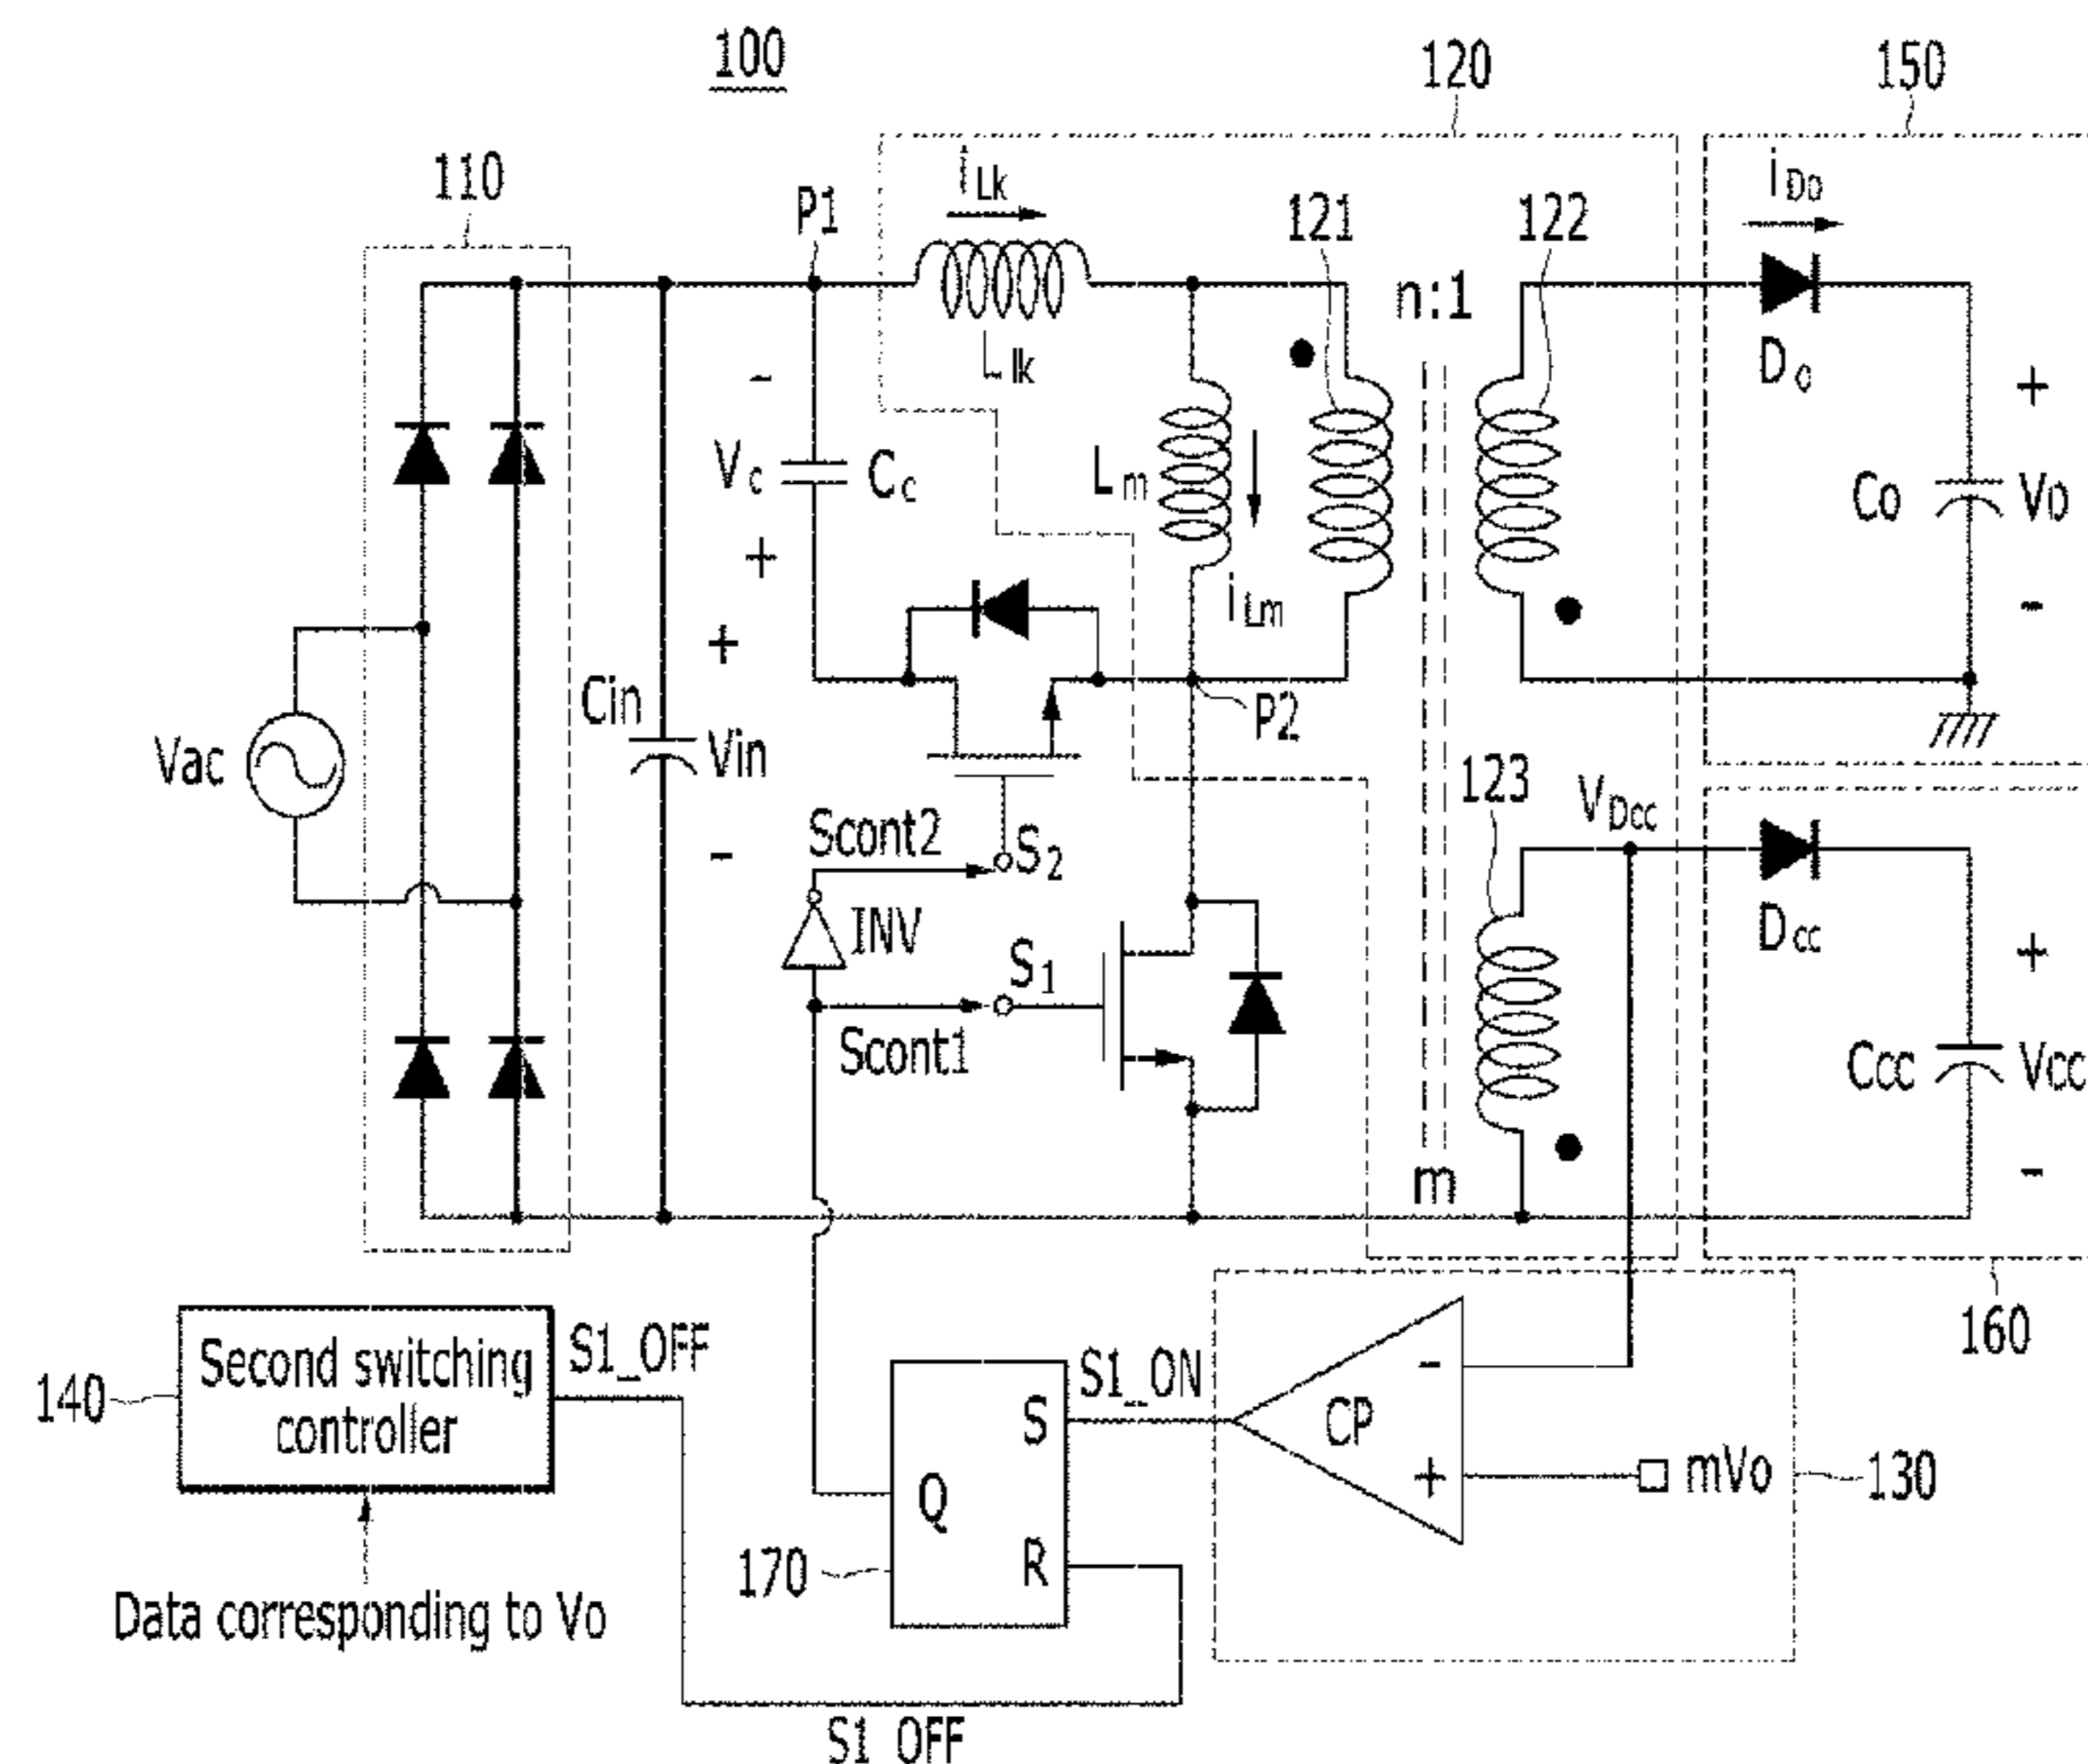 100
120
150
110
P1
iLk
121
n:1
122
iDo
Llk
Do
-
+
Vc
Cc
Lm
Co
Vo
+
iLm
-
+
Cin
Vin
P2
Vac
123
VDcc
Scont2
S2
-
INV
S1
Dcc
+
Scont1
Ccc
Vcc
m
-
160
Second switching
controller
S1_OFF
140
S1_ON
-
S
CP
+
mVo
130
Q
170
R
Data corresponding to Vo
S1_OFF